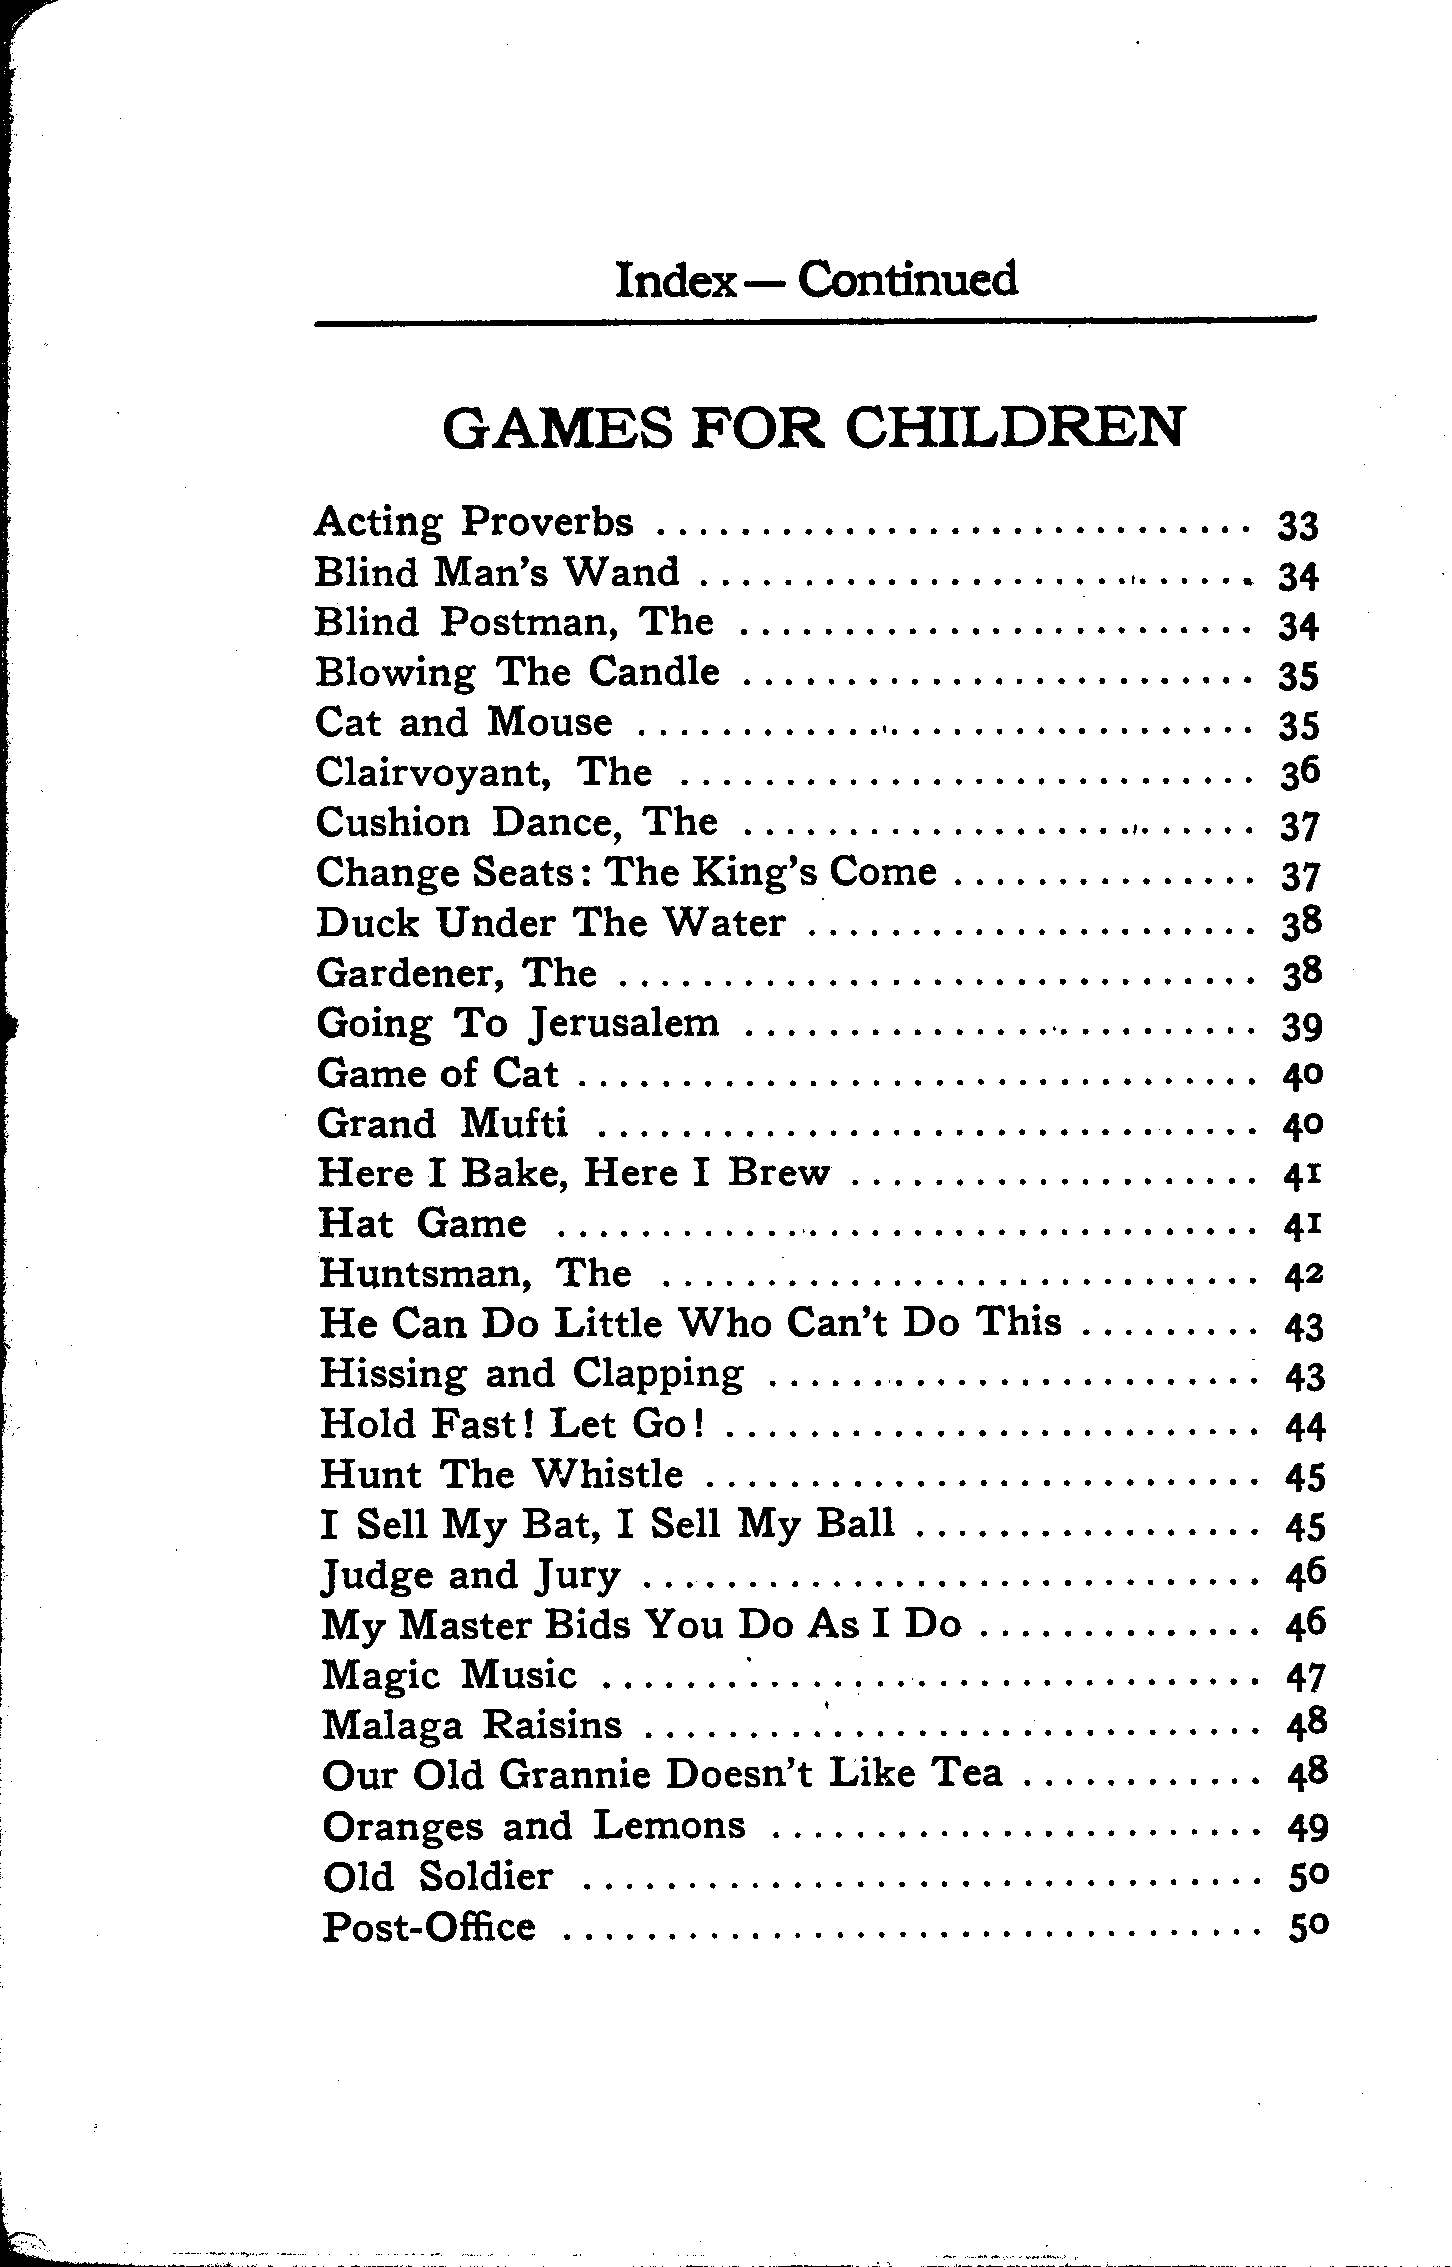 Index — Continued
GAMES FOR CHILDREN
Acting Proverbs ............................. 33
Blind Man's Wand ........................... 34
Blind Postman, The ......................... 34
Blowing The Candle ......................... 35
Cat and Mouse .............................. 35
Clairvoyant, The ............................ 36
Cushion Dance, The ......................... 37
Change Seats: The King's Come ............... 37
Duck Under The Water ...................... 38
Gardener, The ............................... 38
Going To Jerusalem ......................... 39
Game of Cat ................................. 40
Grand Mufti ................................ 40
Here I Bake, Here I Brew .................... 41
Hat Game .................................. 41
Huntsman, The ............................. 42
He Can Do Little Who Can't Do This ......... 43
Hissing and Clapping ........................ 43
Hold Fast! Let Go! .......................... 44
Hunt The Whistle ........................... 45
I Sell My Bat, I Sell My Ball ................. 45
Judge and Jury .............................. 46
My Master Bids You Do As I Do .............. 46
Magic Music ................................ 47
Malaga Raisins .............................. 48
Our Old Grannie Doesn't Like Tea ............ 48
Oranges and Lemons ........................ 49
Old Soldier ................................. 50
Post-Office .................................. 50